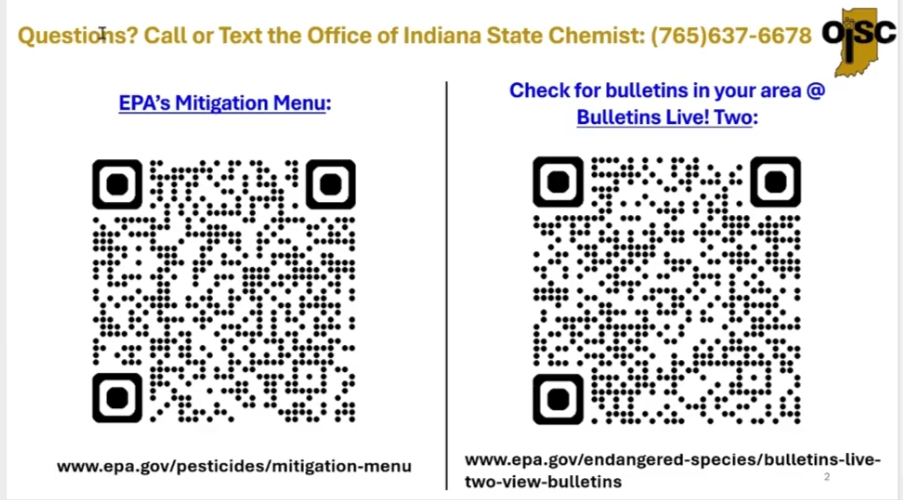 Questions? Call or Text the Office of Indiana State Chemist: (765)637-6678
OISC
EPA's Mitigation Menu:
www.epa.gov/pesticides/mitigation-menu
Check for bulletins in your area @
Bulletins Live! Two:
www.epa.gov/endangered-species/bulletins-live-
two-view-bulletins
2